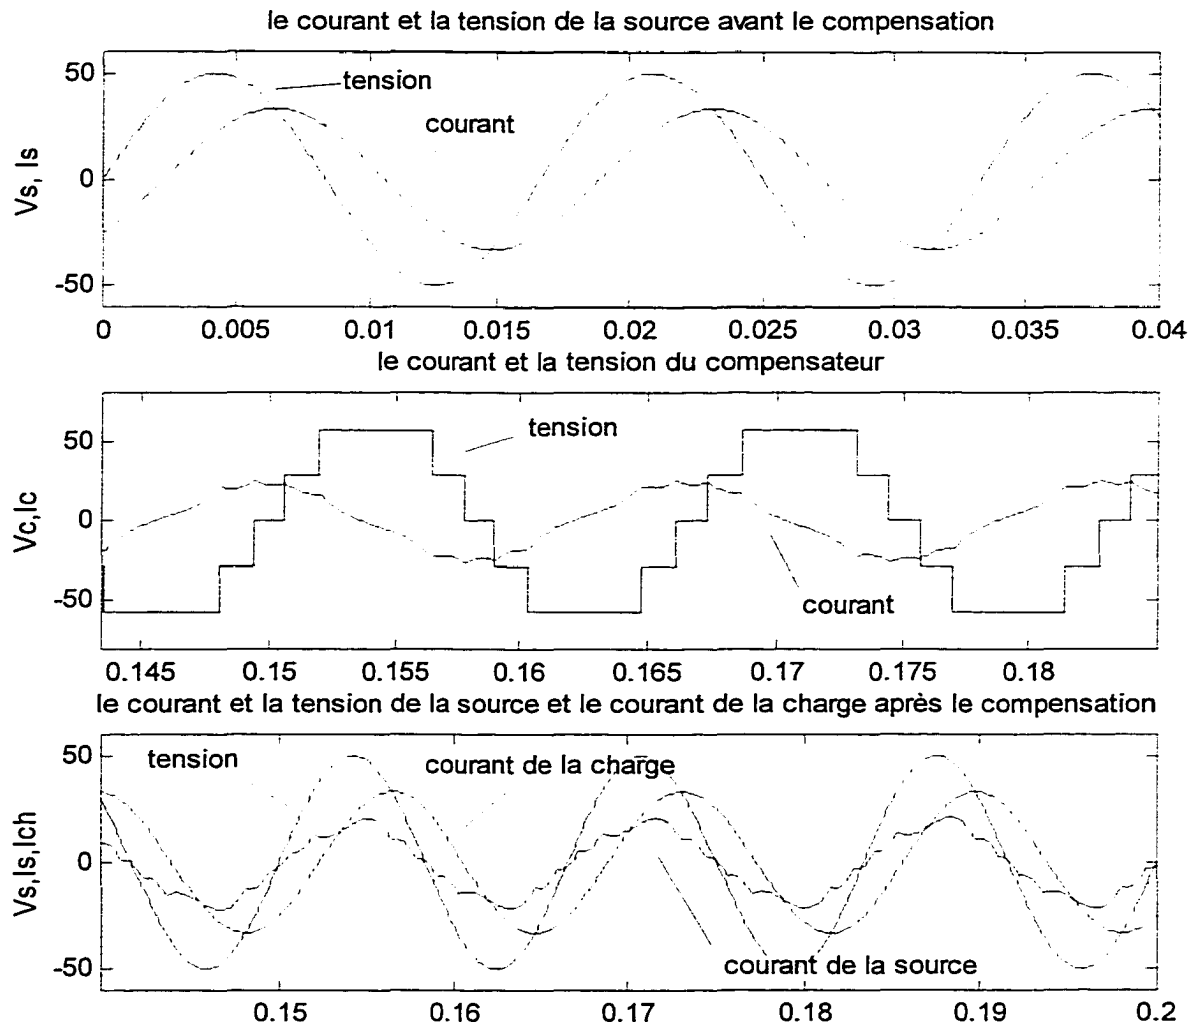 le courant et la tension de la source avant le compensation
50
tension
courant
Vs, Is
0
-50
0 0.005 0.01 0.015 0.02 0.025 0.03 0.035 0.04
le courant et la tension du compensateur
50
tension
Vc,Ic
0
courant
-50
0.145 0.15 0.155 0.16 0.165 0.17 0.175 0.18
le courant et la tension de la source et le courant de la charge après le compensation
50
tension
courant de la charge
Vs,Is,Ich
0
courant de la source
-50
0.15 0.16 0.17 0.18 0.19 0.2